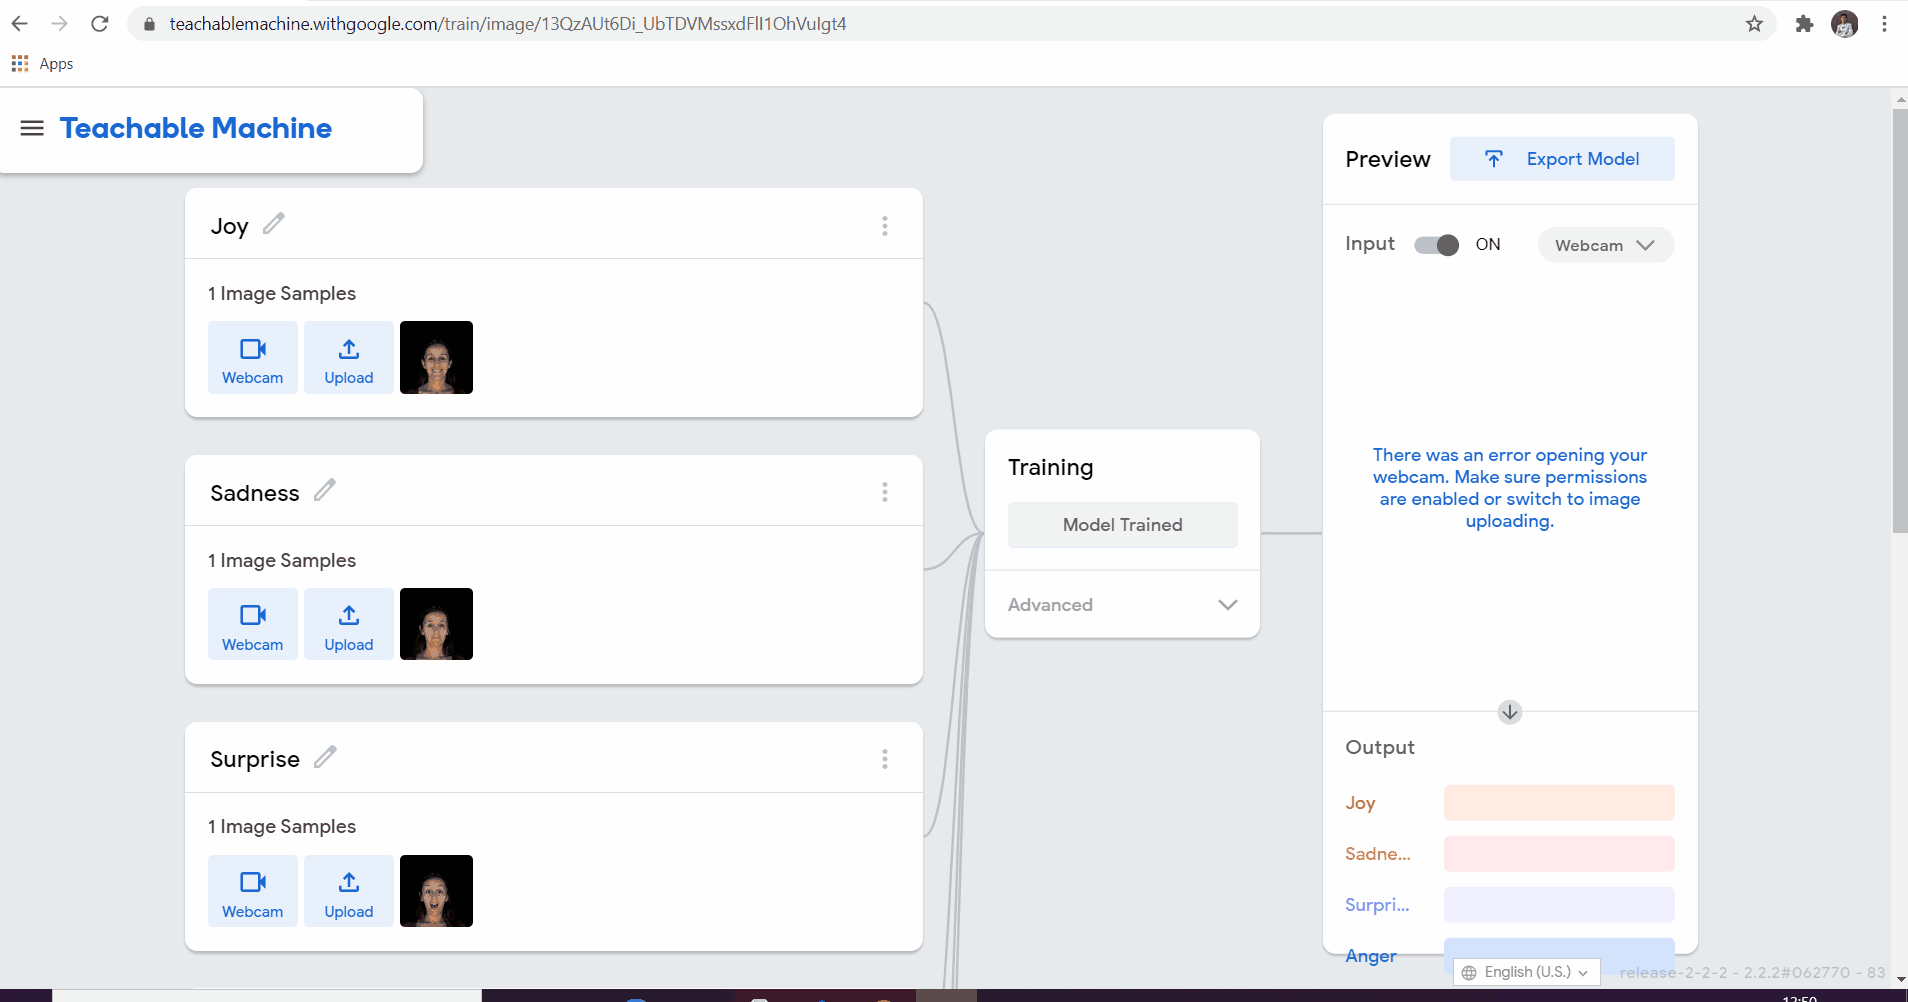 teachablemachine.withgoogle.com/train/image/13QzAUt6Di_UbTDVMssxdFlI1OhVuIgt4
Apps
Teachable Machine
Joy
1 Image Samples
Webcam
Upload
Sadness
1 Image Samples
Webcam
Upload
Surprise
1 Image Samples
Webcam
Upload
Training
Model Trained
Advanced
Preview
Export Model
Input
ON
Webcam
There was an error opening your
webcam. Make sure permissions
are enabled or switch to image
uploading.
Output
Joy
Sadne...
Surpri...
Anger
English (U.S.)
release-2-2-2 - 2.2.2#062770 - 83